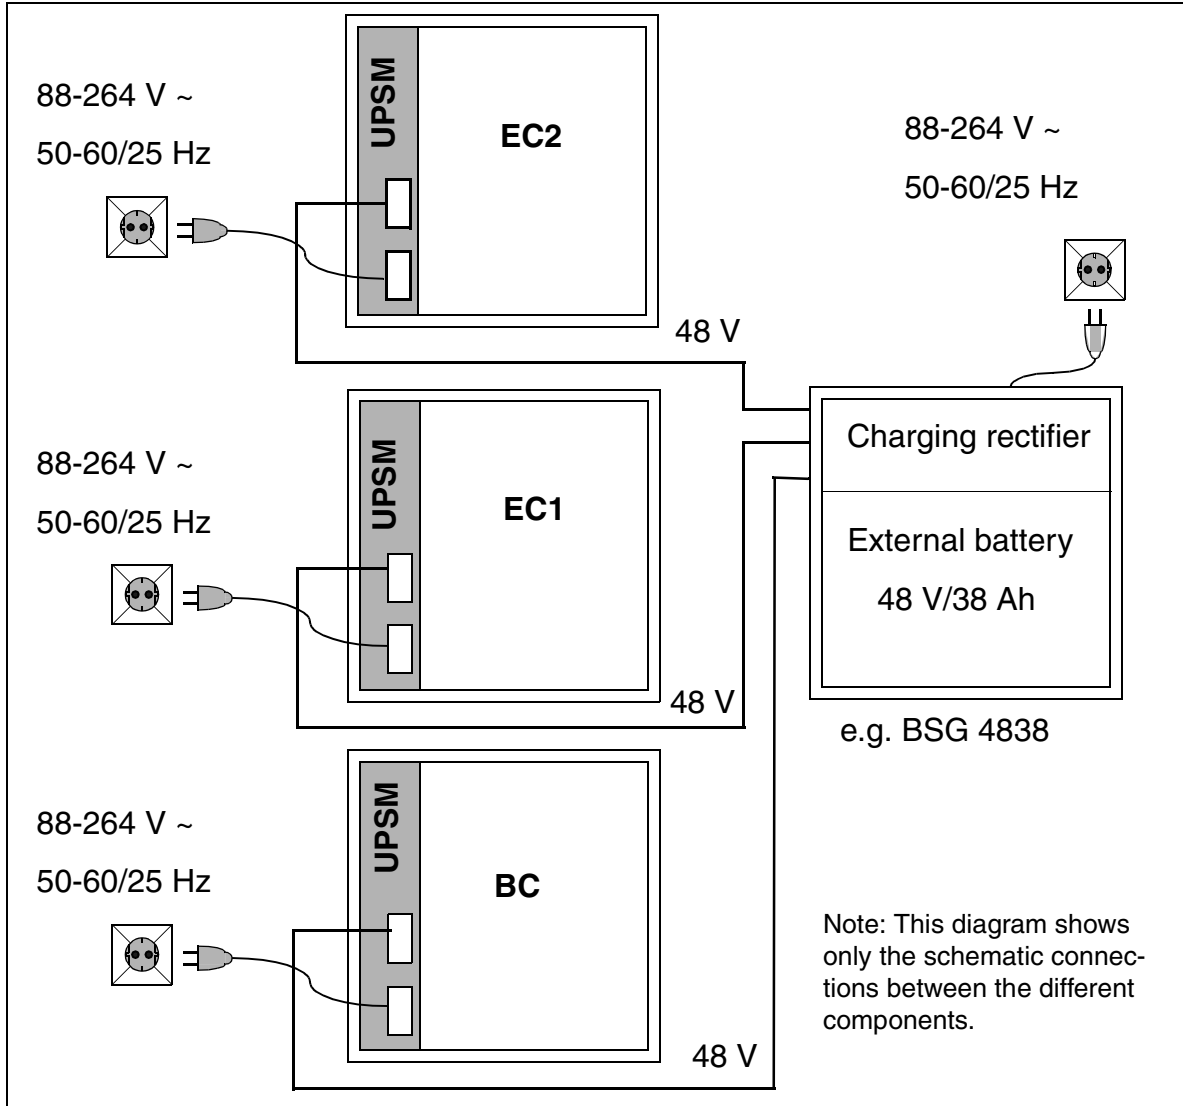 88-264 V ~
50-60/25 Hz
UPSM
EC2
48 V
88-264 V ~
50-60/25 Hz
88-264 V ~
50-60/25 Hz
UPSM
EC1
48 V
Charging rectifier
External battery
48 V/38 Ah
e.g. BSG 4838
88-264 V ~
50-60/25 Hz
UPSM
BC
48 V
Note: This diagram shows
only the schematic connec-
tions between the different
components.